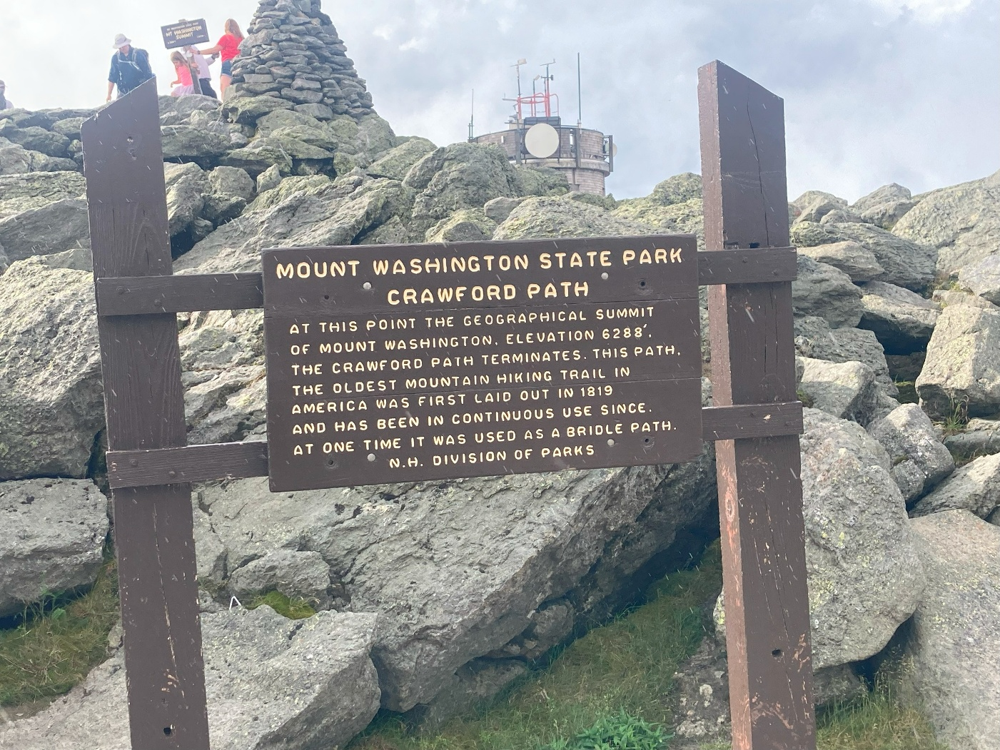 MT WASHINGTON
SUMMIT
MOUNT WASHINGTON STATE PARK
CRAWFORD PATH
AT THIS POINT THE GEOGRAPHICAL SUMMIT
OF MOUNT WASHINGTON, ELEVATION 6288',
THE CRAWFORD PATH TERMINATES. THIS PATH,
THE OLDEST MOUNTAIN HIKING TRAIL IN
AMERICA WAS FIRST LAID OUT IN 1819
AND HAS BEEN IN CONTINUOUS USE SINCE.
AT ONE TIME IT WAS USED AS A BRIDLE PATH.
N.H. DIVISION OF PARKS